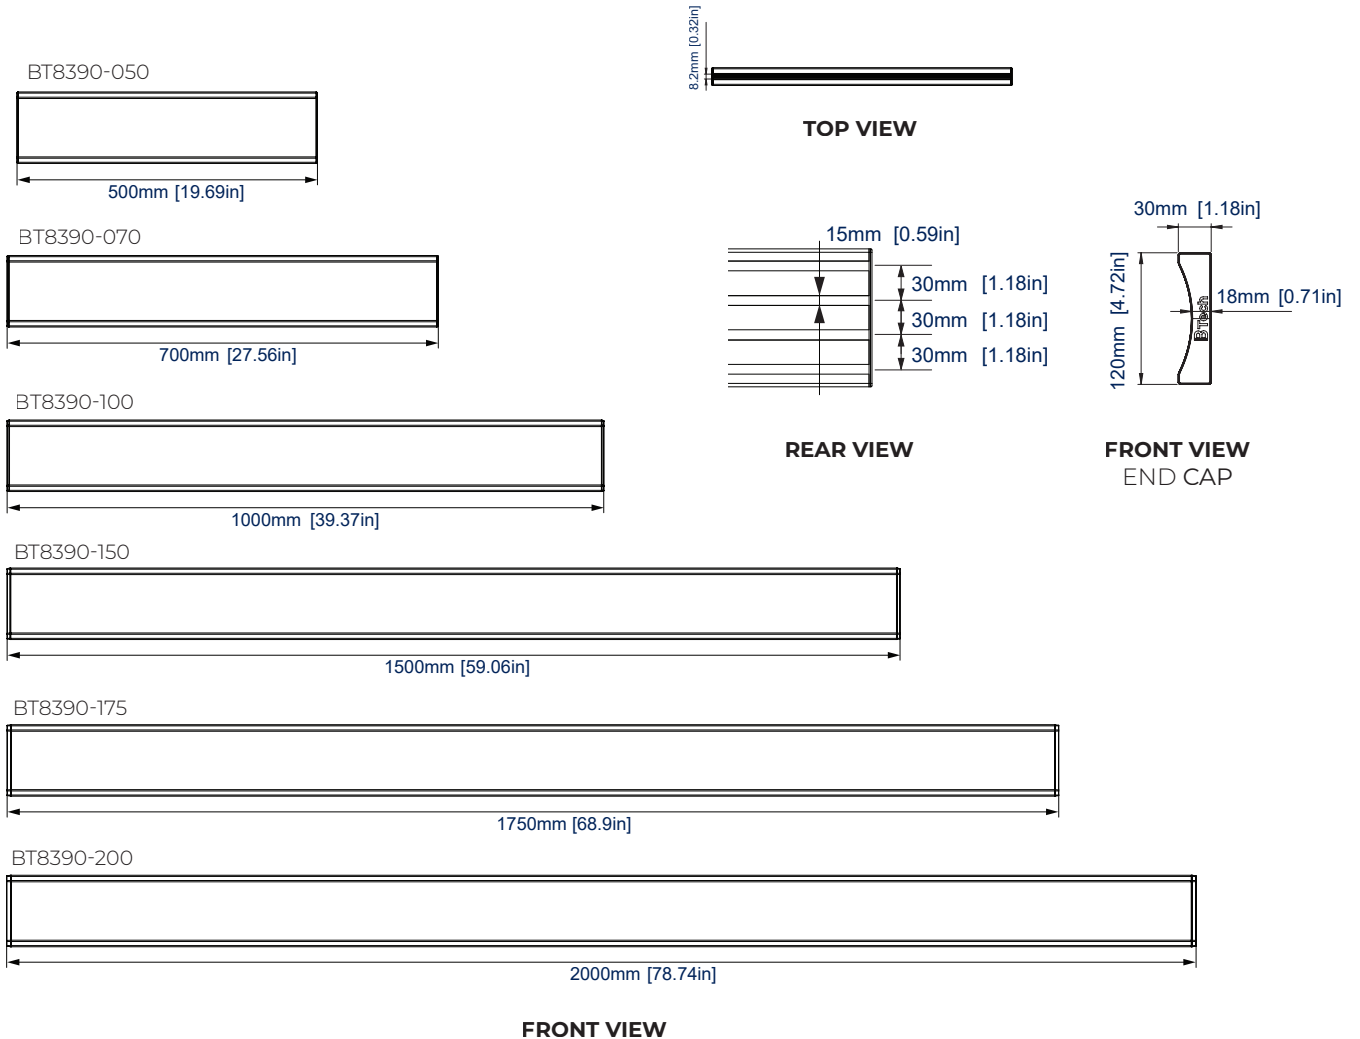 BT8390-050
500mm [19.69in]
BT8390-070
700mm [27.56in]
BT8390-100
1000mm [39.37in]
BT8390-150
1500mm [59.06in]
BT8390-175
1750mm [68.9in]
BT8390-200
2000mm [78.74in]
FRONT VIEW
8.2mm [0.32in]
TOP VIEW
15mm [0.59in]
30mm [1.18in]
30mm [1.18in]
30mm [1.18in]
REAR VIEW
30mm [1.18in]
120mm [4.72in]
18mm [0.71in]
BTech
FRONT VIEW
END CAP